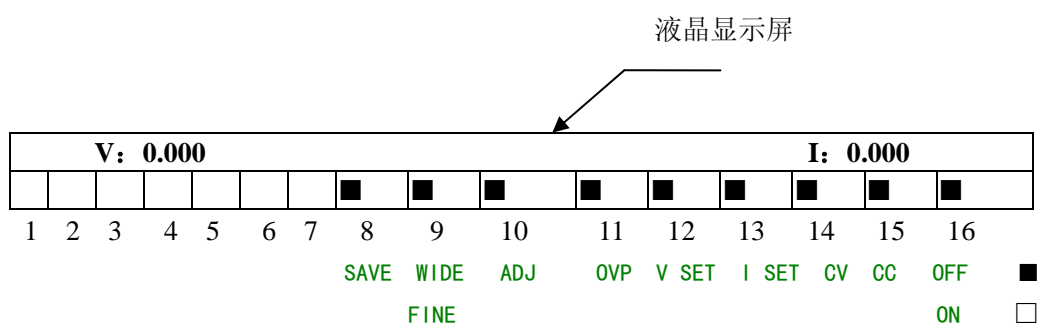 液晶显示屏
V：0.000 I：0.000
■ ■ ■ ■ ■ ■ ■ ■ ■
1 2 3 4 5 6 7 8 9 10 11 12 13 14 15 16
SAVE WIDE ADJ OVP V SET I SET CV CC OFF ■
FINE ON □